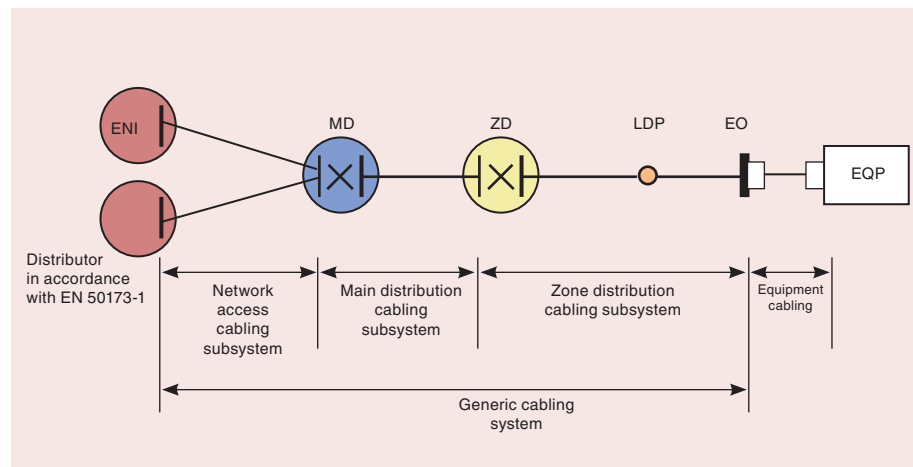 MD
ZD
LDP
EO
ENI
EQP
Distributor
in accordance
with EN 50173-1
Network
access
cabling
subsystem
Main distribution
cabling
subsystem
Zone distribution
cabling subsystem
Equipment
cabling
Generic cabling
system